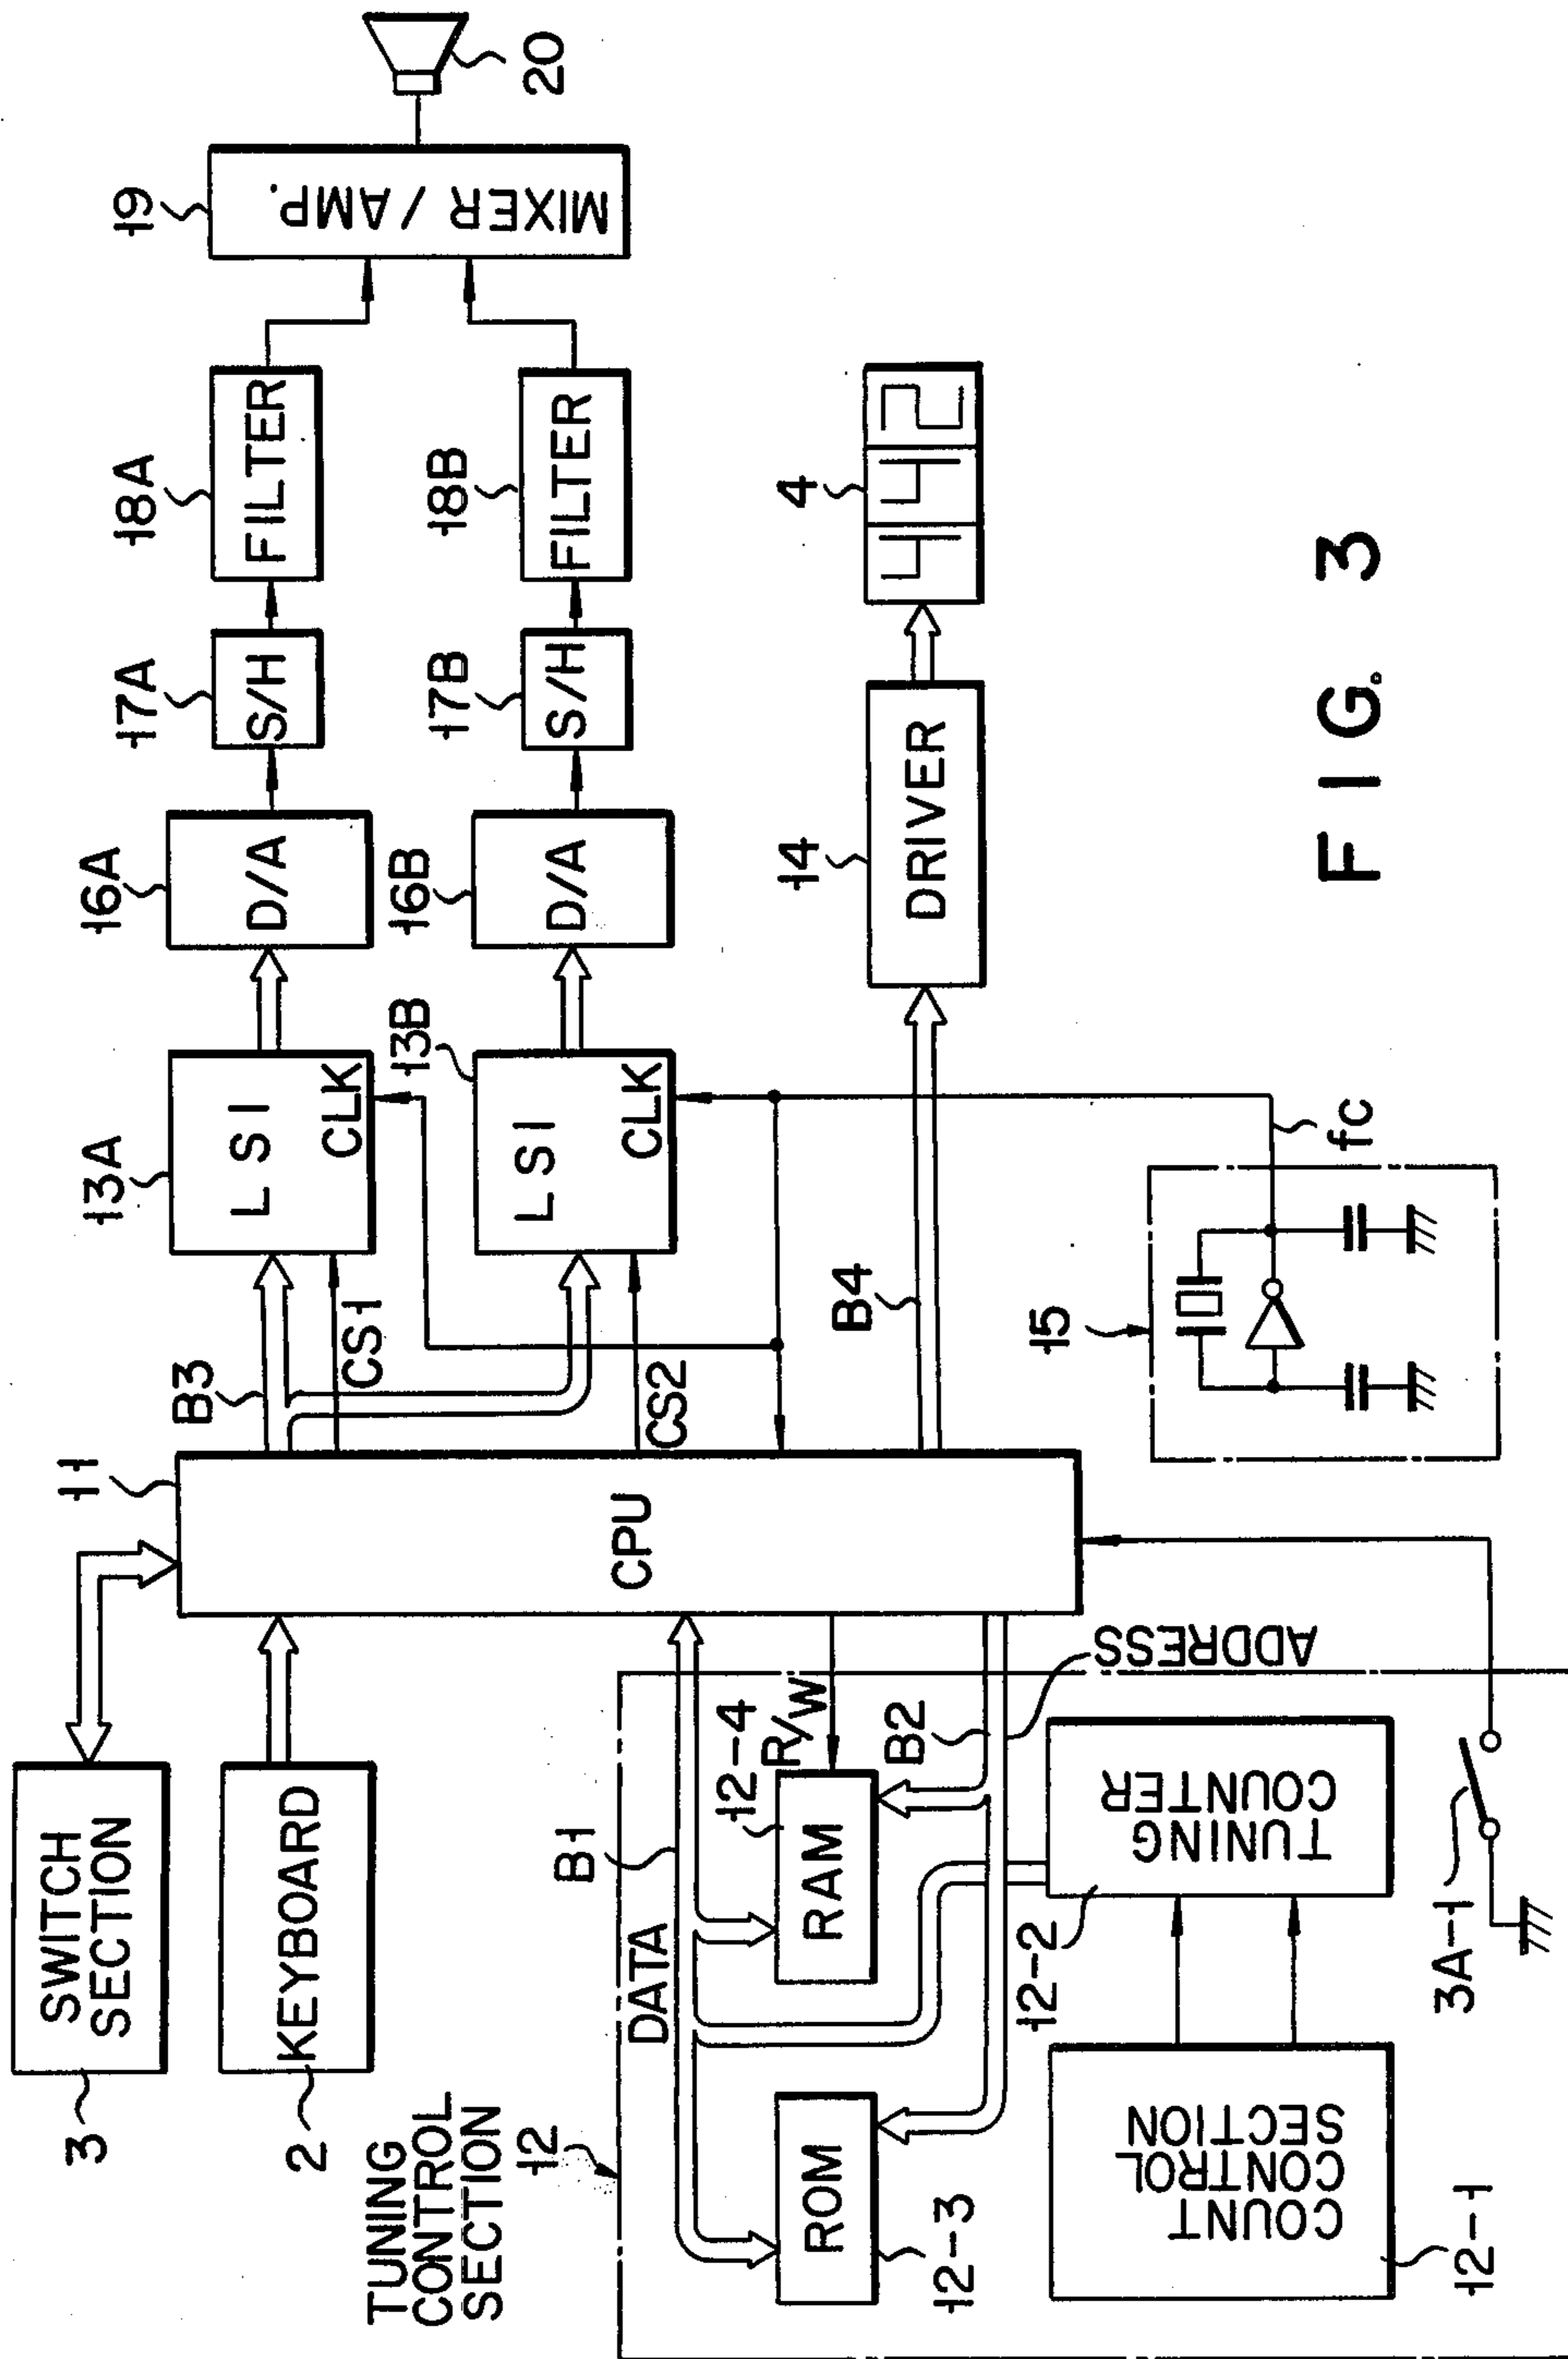 3
SWITCH
SECTION
2
KEYBOARD
TUNING
CONTROL
SECTION
12
11
CPU
B3
CS1
CS2
B4
13A
LSI
CLK
13B
LSI
CLK
16A
D/A
16B
D/A
17A
S/H
17B
S/H
18A
FILTER
18B
FILTER
19
MIXER / AMP.
20
14
DRIVER
4
442
15
fc
DATA
B1
ROM
12-3
RAM
12-4
R/W
B2
ADDRESS
COUNT
CONTROL
SECTION
12-1
TUNING
COUNTER
12-2
3A-1
FIG. 3